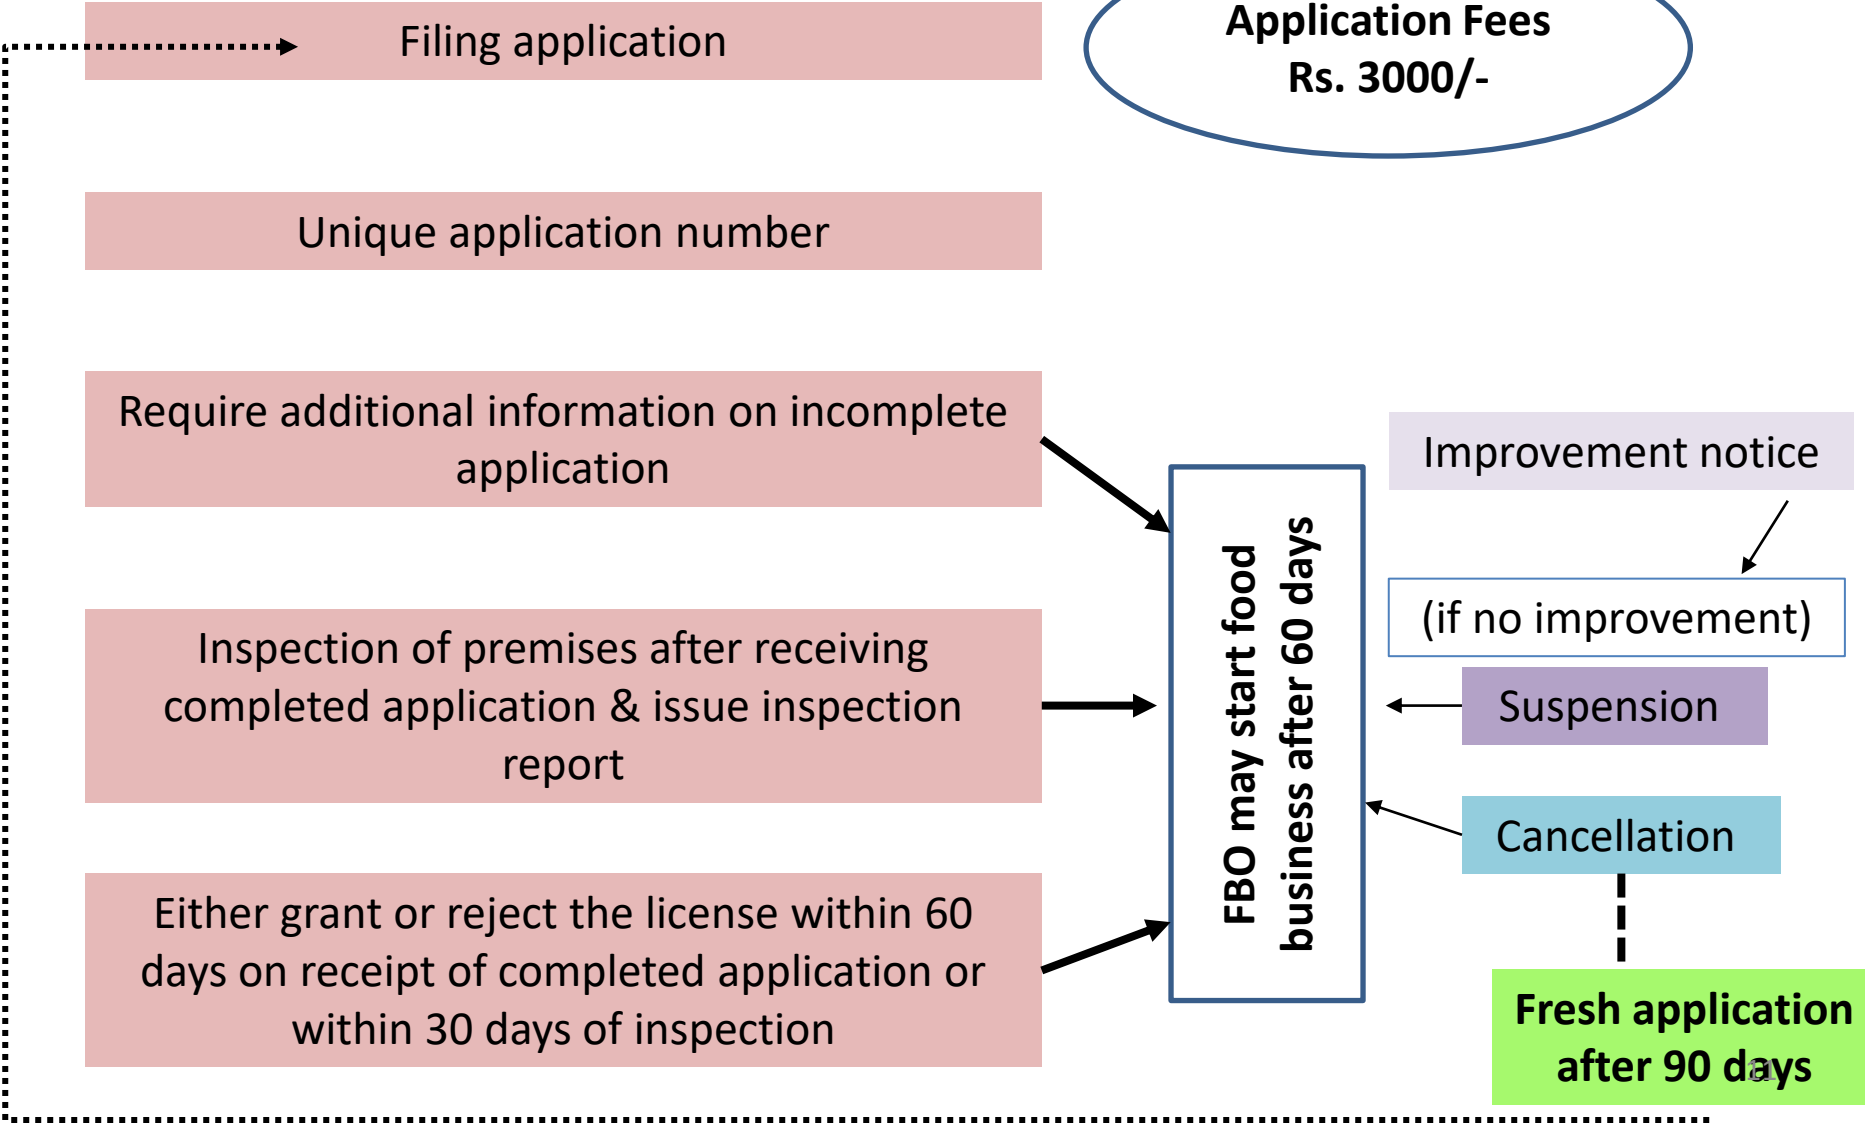 Filing application
Application Fees
Rs. 3000/-
Unique application number
Require additional information on incomplete
application
Improvement notice
FBO may start food
business after 60 days
(if no improvement)
Inspection of premises after receiving
completed application & issue inspection
report
Suspension
Cancellation
Either grant or reject the license within 60
days on receipt of completed application or
within 30 days of inspection
Fresh application
after 90 days
11